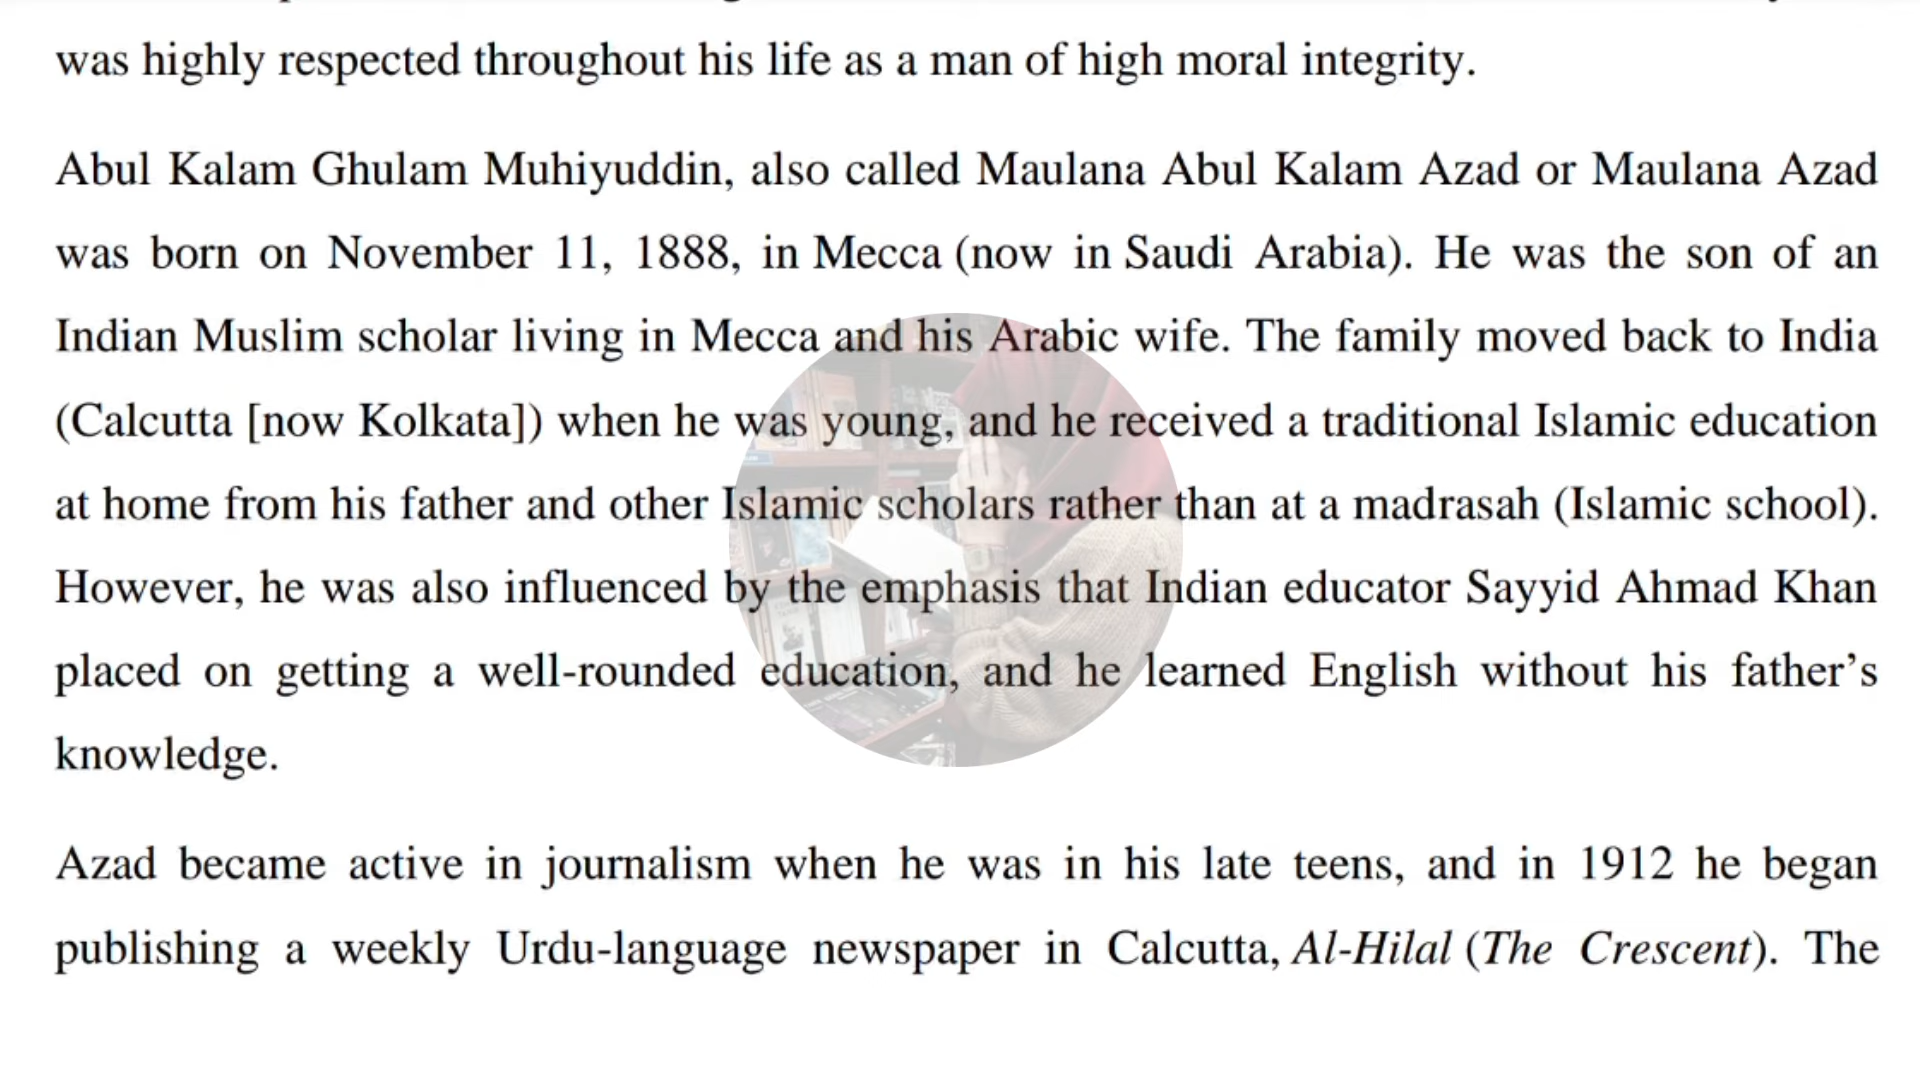 was highly respected throughout his life as a man of high moral integrity.
Abul Kalam Ghulam Muhiyuddin, also called Maulana Abul Kalam Azad or Maulana Azad
was born on November 11, 1888, in Mecca (now in Saudi Arabia). He was the son of an
Indian Muslim scholar living in Mecca and his Arabic wife. The family moved back to India
(Calcutta [now Kolkata]) when he was young, and he received a traditional Islamic education
at home from his father and other Islamic scholars rather than at a madrasah (Islamic school).
However, he was also influenced by the emphasis that Indian educator Sayyid Ahmad Khan
placed on getting a well-rounded education, and he learned English without his father’s
knowledge.
Azad became active in journalism when he was in his late teens, and in 1912 he began
publishing a weekly Urdu-language newspaper in Calcutta, Al-Hilal (The Crescent). The